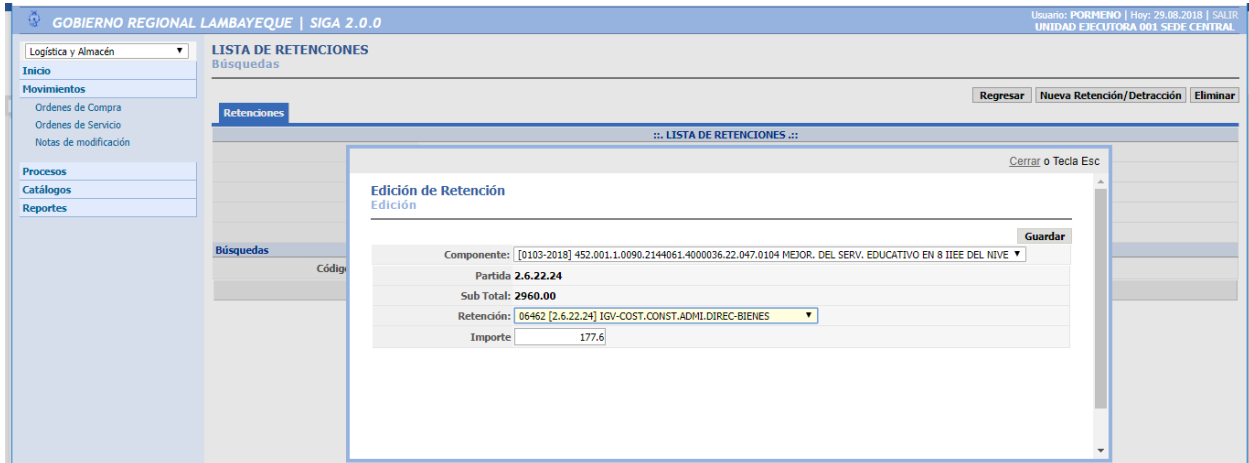 GOBIERNO REGIONAL LAMBAYEQUE | SIGA 2.0.0
Usuario: PORMENO | Hoy: 29.08.2018 | SALIR
UNIDAD EJECUTORA 001 SEDE CENTRAL
Logística y Almacén
Inicio
Movimientos
Ordenes de Compra
Ordenes de Servicio
Notas de modificación
Procesos
Catálogos
Reportes
LISTA DE RETENCIONES
Búsquedas
Regresar Nueva Retención/Detracción Eliminar
Retenciones
::. LISTA DE RETENCIONES .::
Búsquedas
Códig
Cerrar o Tecla Esc
Edición de Retención
Edición
Guardar
Componente: [0103-2018] 452.001.1.0090.2144061.4000036.22.047.0104 MEJOR. DEL SERV. EDUCATIVO EN 8 IIEE DEL NIVE
Partida 2.6.22.24
Sub Total: 2960.00
Retención: 06462 [2.6.22.24] IGV-COST.CONST.ADMI.DIREC-BIENES
Importe 177.6